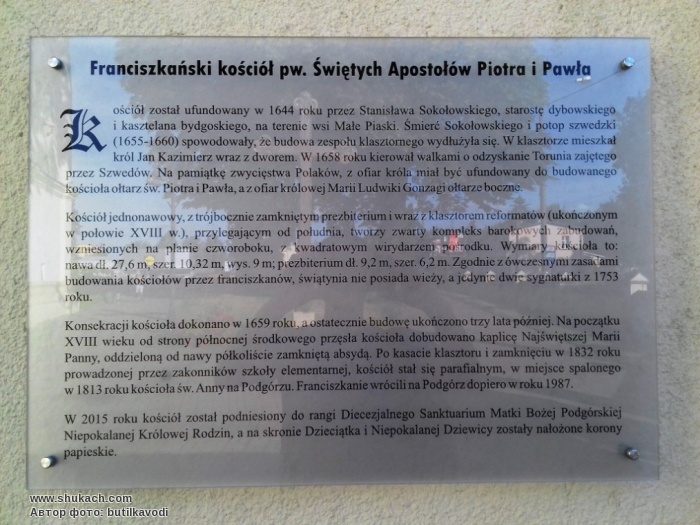 Franciszkański kościół pw. Świętych Apostołów Piotra i Pawła
Kościół został ufundowany w 1644 roku przez Stanisława Sokołowskiego, starostę dybowskiego
i kasztelana bydgoskiego, na terenie wsi Małe Piaski. Śmierć Sokołowskiego i potop szwedzki
(1655-1660) spowodowały, że budowa zespołu klasztornego wydłużyła się. W klasztorze mieszkał
król Jan Kazimierz wraz z dworem. W 1658 roku kierował walkami o odzyskanie Torunia zajętego
przez Szwedów. Na pamiątkę zwycięstwa Polaków, z ofiar króla miał być ufundowany do budowanego
kościoła ołtarz św. Piotra i Pawła, a z ofiar królowej Marii Ludwiki Gonzagi ołtarze boczne.
Kościół jednonawowy, z trójbocznie zamkniętym prezbiterium i wraz z klasztorem reformatów (ukończonym
w połowie XVIII w.), przylegającym od południa, tworzy zwarty kompleks barokowych zabudowań,
wzniesionych na planie czworoboku, z kwadratowym wirydarzem pośrodku. Wymiary kościoła to:
nawa dł. 27,6 m, szer. 10,32 m, wys. 9 m; prezbiterium dł. 9,2 m, szer. 6,2 m. Zgodnie z ówczesnymi zasadami
budowania kościołów przez franciszkanów, świątynia nie posiada wieży, a jedynie dwie sygnaturki z 1753
roku.
Konsekracji kościoła dokonano w 1659 roku, a ostatecznie budowę ukończono trzy lata później. Na początku
XVIII wieku od strony północnej środkowego przęsła kościoła dobudowano kaplicę Najświętszej Marii
Panny, oddzieloną od nawy półkoliście zamkniętą absydą. Po kasacie klasztoru i zamknięciu w 1832 roku
prowadzonej przez zakonników szkoły elementarnej, kościół stał się parafialnym, w miejsce spalonego
w 1813 roku kościoła św. Anny na Podgórzu. Franciszkanie wrócili na Podgórz dopiero w roku 1987.
W 2015 roku kościół został podniesiony do rangi Diecezjalnego Sanktuarium Matki Bożej Podgórskiej
Niepokalanej Królowej Rodzin, a na skronie Dzieciątka i Niepokalanej Dziewicy zostały nałożone korony
papieskie.
www.shukach.com
Автор фото: butilkavodi